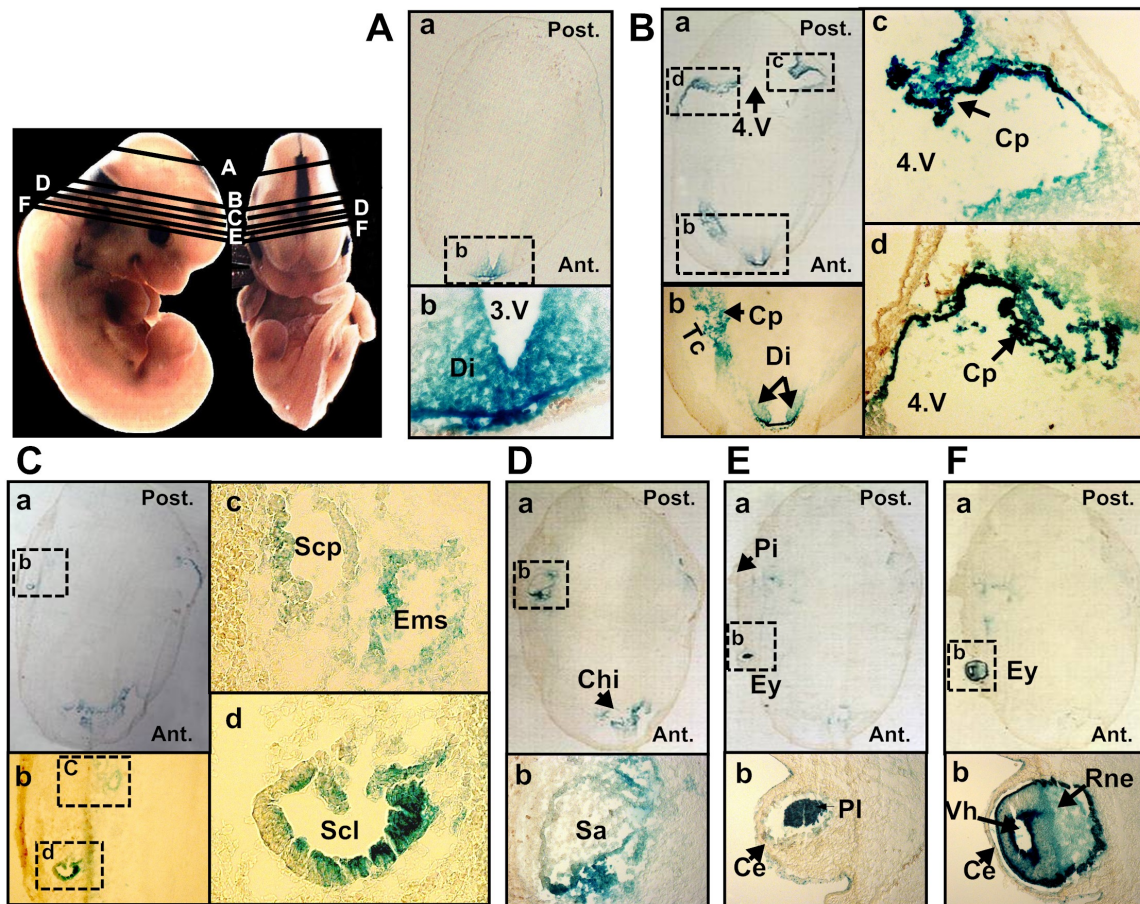 A
B
C
D
E
F
D
F
A
B
C
E
D
F
a
Post.
b
Ant.
b
3.V
Di
a
Post.
d
c
4.V
b
Ant.
b
Cp
Tc
Di
c
Cp
4.V
d
Cp
4.V
a
Post.
b
Ant.
b
C
d
c
Scp
Ems
d
Scl
a
Post.
b
Chi
Ant.
b
Sa
a
Post.
Pi
b
Ey
Ant.
b
Pl
Ce
a
Post.
b
Ey
Ant.
b
Rne
Vh
Ce